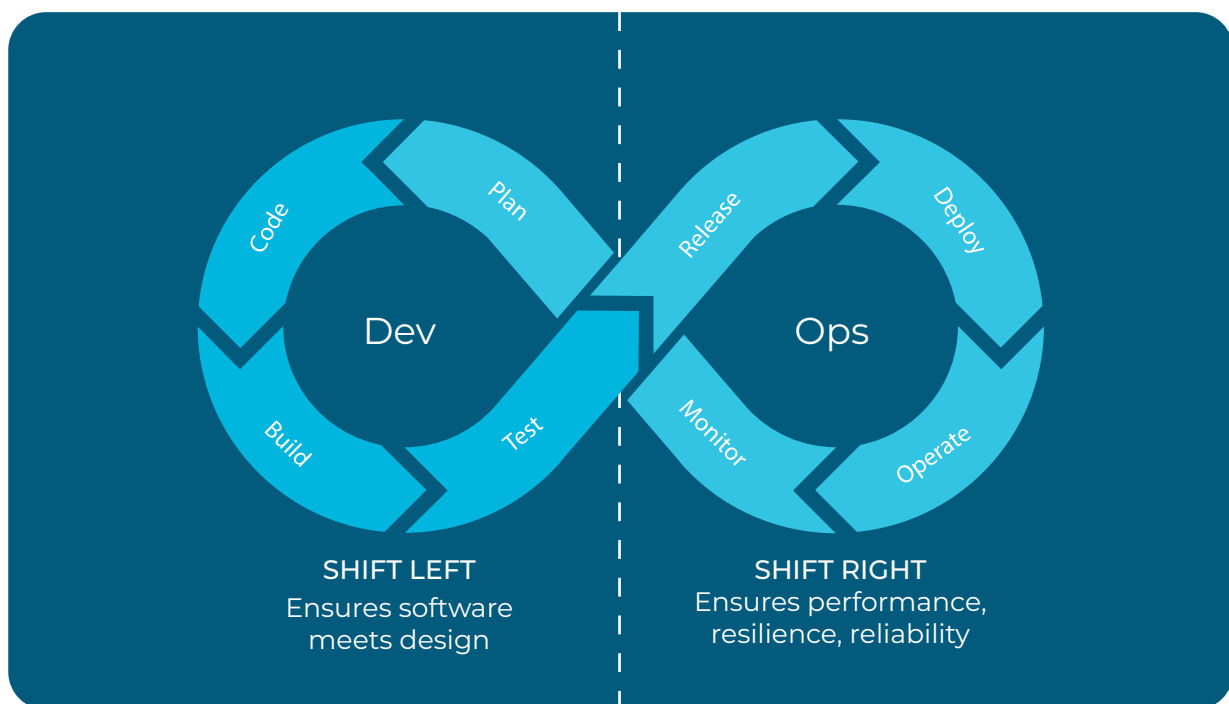 Plan
Code
Build
Test
Release
Deploy
Operate
Monitor
Dev
Ops
SHIFT LEFT
Ensures software
meets design
SHIFT RIGHT
Ensures performance,
resilience, reliability